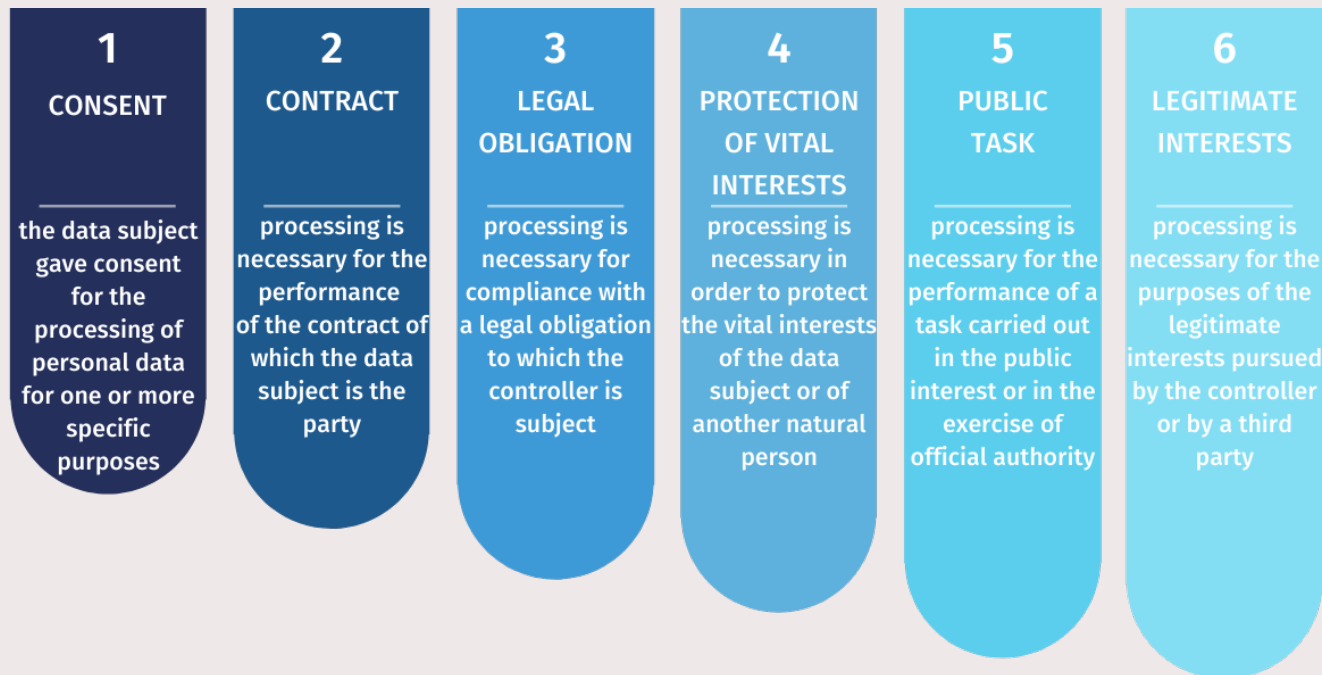 1
CONSENT
the data subject
gave consent
for the
processing of
personal data
for one or more
specific
purposes
2
CONTRACT
processing is
necessary for the
performance
of the contract of
which the data
subject is the
party
3
LEGAL
OBLIGATION
processing is
necessary for
compliance with
a legal obligation
to which the
controller is
subject
4
PROTECTION
OF VITAL
INTERESTS
processing is
necessary in
order to protect
the vital interests
of the data
subject or of
another natural
person
5
PUBLIC
TASK
processing is
necessary for the
performance of a
task carried out
in the public
interest or in the
exercise of
official authority
6
LEGITIMATE
INTERESTS
processing is
necessary for the
purposes of the
legitimate
interests pursued
by the controller
or by a third
party